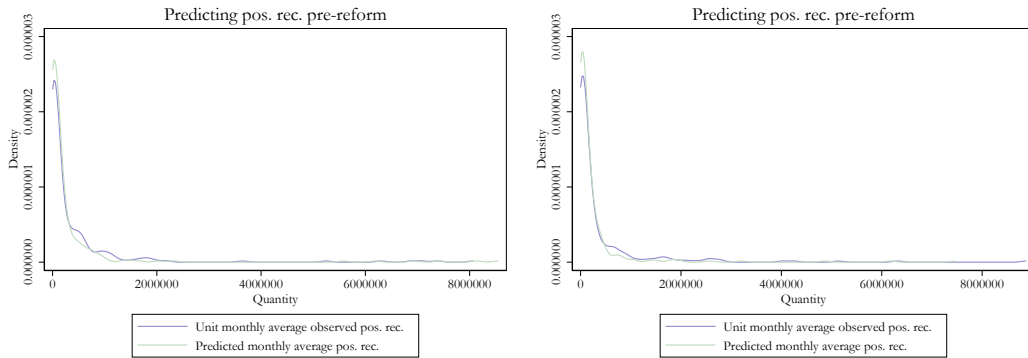 Predicting pos. rec. pre-reform
Density
0.000003
0.000002
0.000001
0.000000
0
2000000
4000000
6000000
8000000
Quantity
Unit monthly average observed pos. rec.
Predicted monthly average pos. rec.
Predicting pos. rec. pre-reform
Density
0.000003
0.000002
0.000001
0.000000
0
2000000
4000000
6000000
8000000
Quantity
Unit monthly average observed pos. rec.
Predicted monthly average pos. rec.